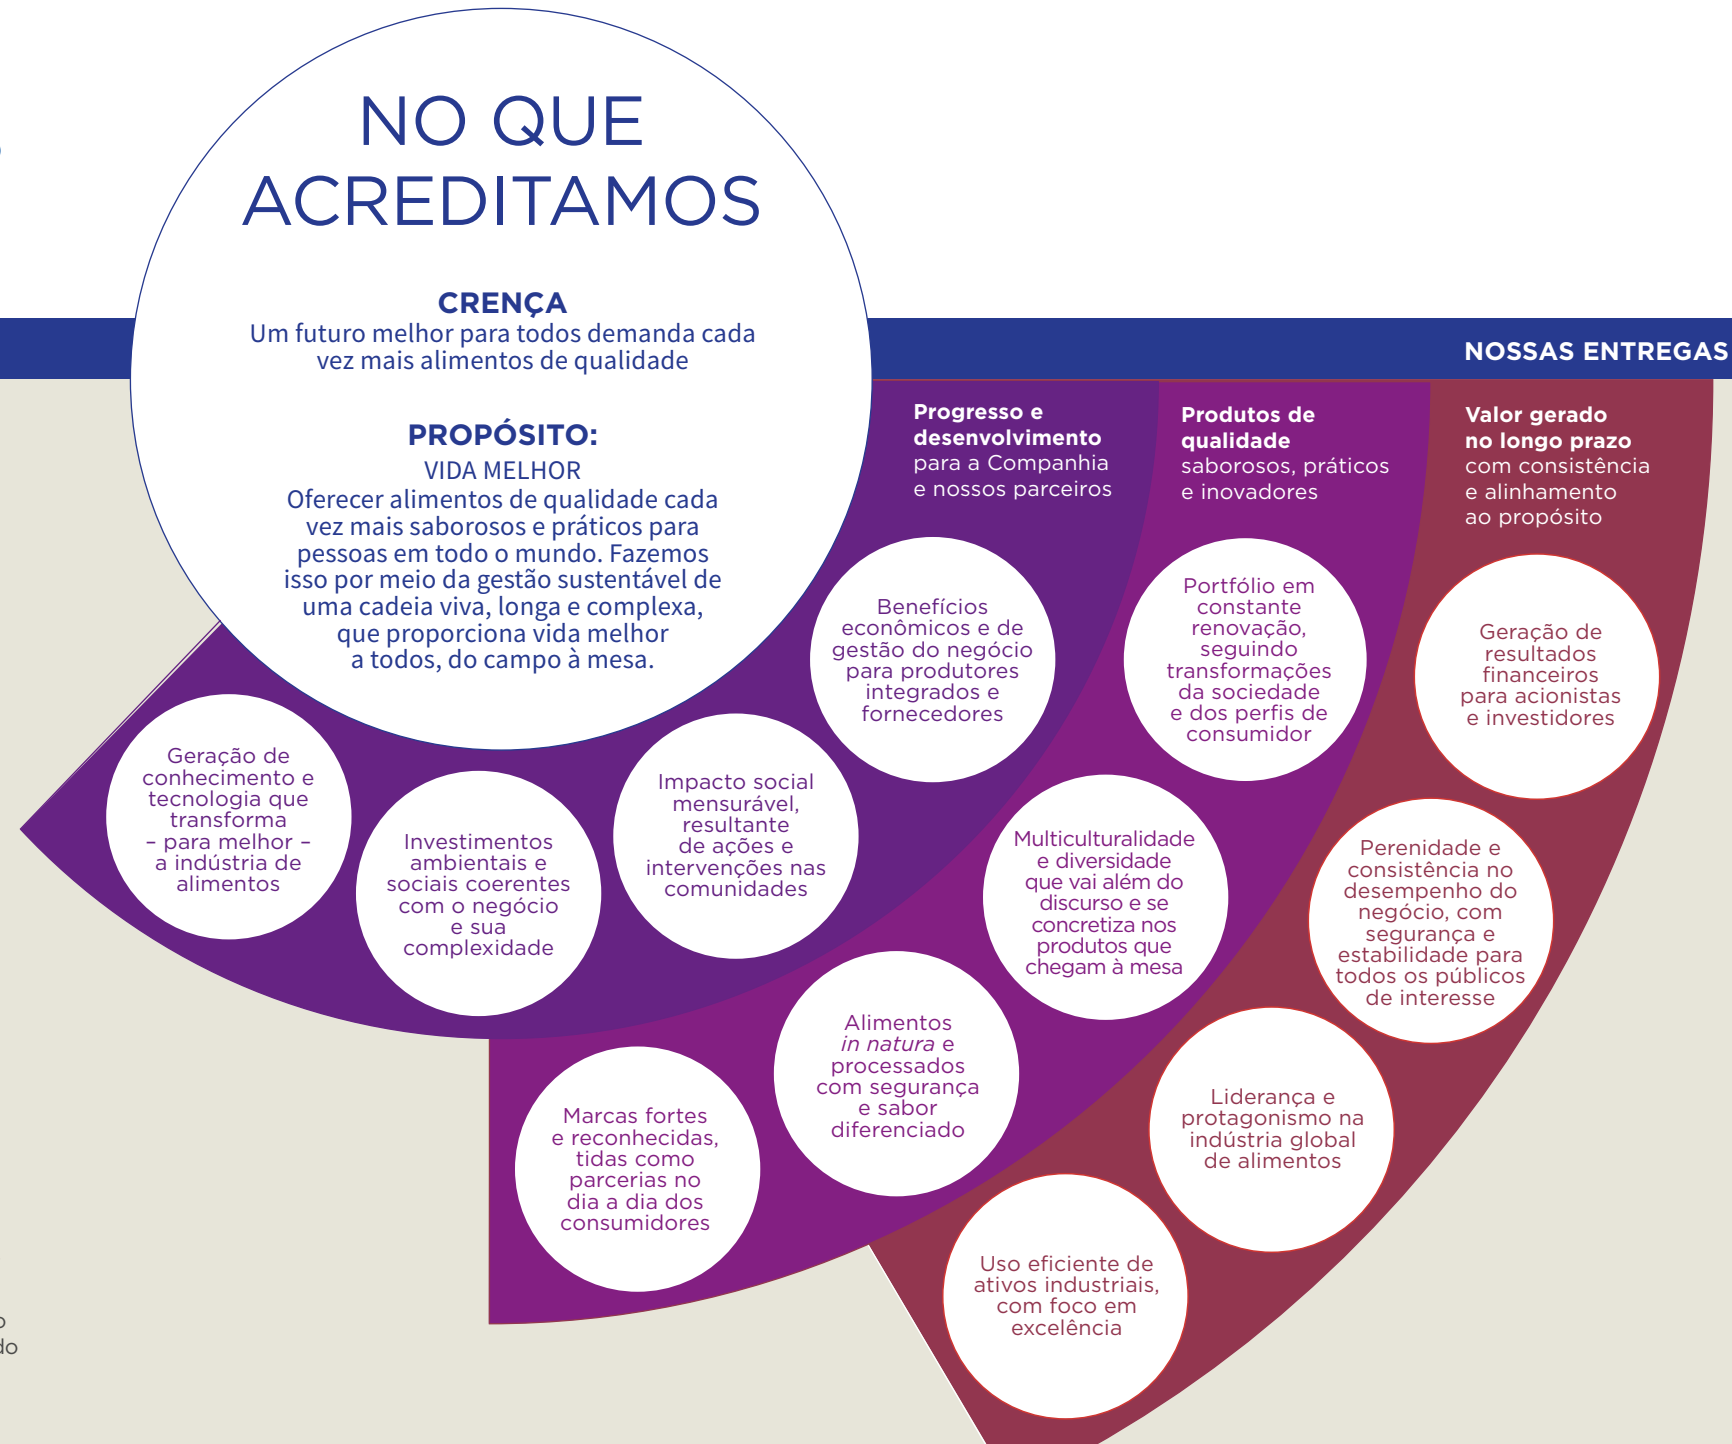 NO QUE
ACREDITAMOS
CRENÇA
Um futuro melhor para todos demanda cada
vez mais alimentos de qualidade
PROPÓSITO:
VIDA MELHOR
Oferecer alimentos de qualidade cada
vez mais saborosos e práticos para
pessoas em todo o mundo. Fazemos
isso por meio da gestão sustentável de
uma cadeia viva, longa e complexa,
que proporciona vida melhor
a todos, do campo à mesa.
NOSSAS ENTREGAS
Progresso e
desenvolvimento
para a Companhia
e nossos parceiros
Benefícios
econômicos e de
gestão do negócio
para produtores
integrados e
fornecedores
Impacto social
mensurável,
resultante
de ações e
intervenções nas
comunidades
Investimentos
ambientais e
sociais coerentes
com o negócio
e sua
complexidade
Geração de
conhecimento e
tecnologia que
transforma
– para melhor –
a indústria de
alimentos
Produtos de
qualidade
saborosos, práticos
e inovadores
Portfólio em
constante
renovação,
seguindo
transformações
da sociedade
e dos perfis de
consumidor
Multiculturalidade
e diversidade
que vai além do
discurso e se
concretiza nos
produtos que
chegam à mesa
Alimentos
in natura e
processados
com segurança
e sabor
diferenciado
Marcas fortes
e reconhecidas,
tidas como
parcerias no
dia a dia dos
consumidores
Valor gerado
no longo prazo
com consistência
e alinhamento
ao propósito
Geração de
resultados
financeiros
para acionistas
e investidores
Perenidade e
consistência no
desempenho do
negócio, com
segurança e
estabilidade para
todos os públicos
de interesse
Liderança e
protagonismo na
indústria global
de alimentos
Uso eficiente de
ativos industriais,
com foco em
excelência